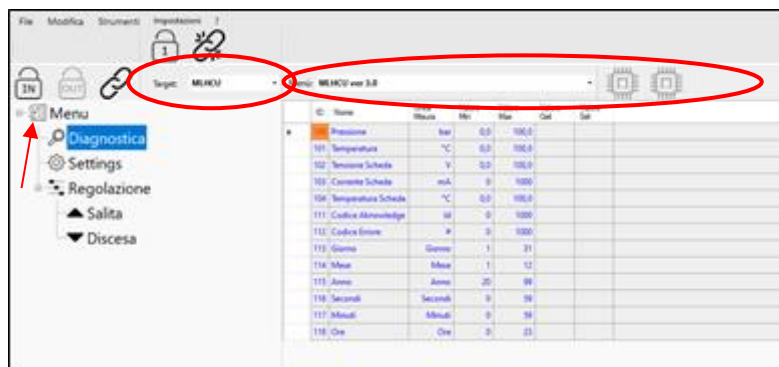 File Modifica Strumenti Impostazioni ?
1
IN OUT Target: MLHCU MLHCU ver 3.0
Menu
Diagnostica
Settings
Regolazione
Salita
Discesa
Nome Misura Min Max
Pressione bar 0,0 100,0
101 Temperatura °C 0,0 100,0
102 Tensione Scheda V 0,0 100,0
103 Corrente Scheda mA 0 1000
104 Temperatura Scheda °C 0,0 100,0
111 Codice Aknowledge Id 0 1000
112 Codice Errore # 0 1000
113 Giorno Giorno 1 31
114 Mese Mese 1 12
115 Anno Anno 20 99
116 Secondi Secondi 0 59
117 Minuti Minuti 0 59
118 Ore Ore 0 23